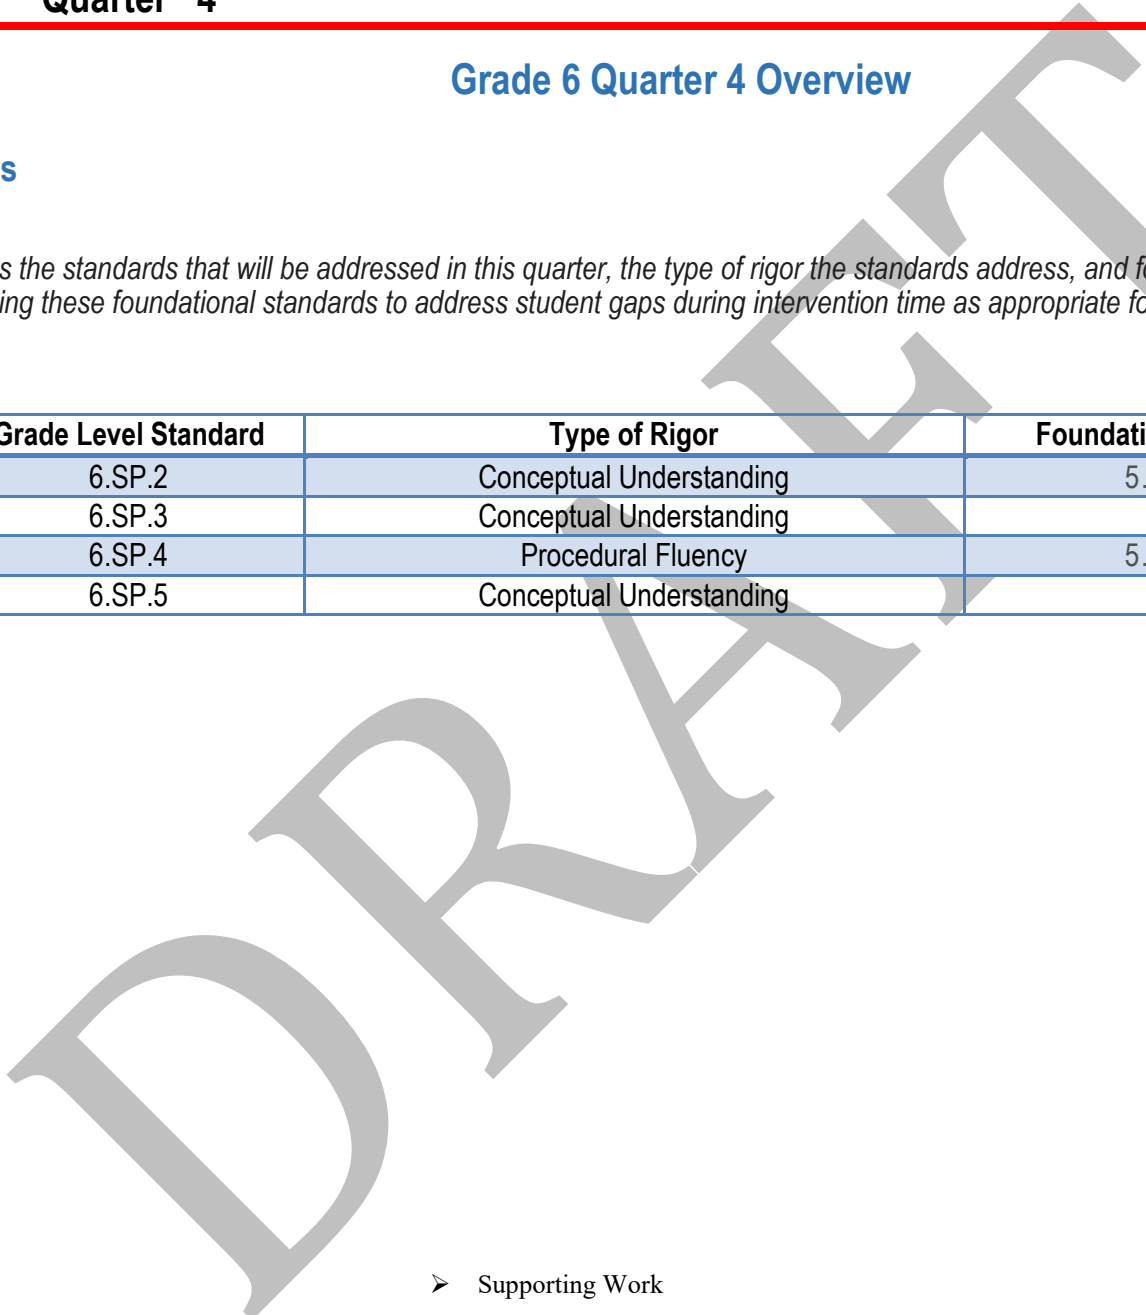 Quarter 4
Grade 6 Quarter 4 Overview
s
s the standards that will be addressed in this quarter, the type of rigor the standards address, and fo
ing these foundational standards to address student gaps during intervention time as appropriate fo
Grade Level Standard Type of Rigor Foundati
6.SP.2 Conceptual Understanding 5.
6.SP.3 Conceptual Understanding
6.SP.4 Procedural Fluency 5.
6.SP.5 Conceptual Understanding
DRAFT
➢ Supporting Work